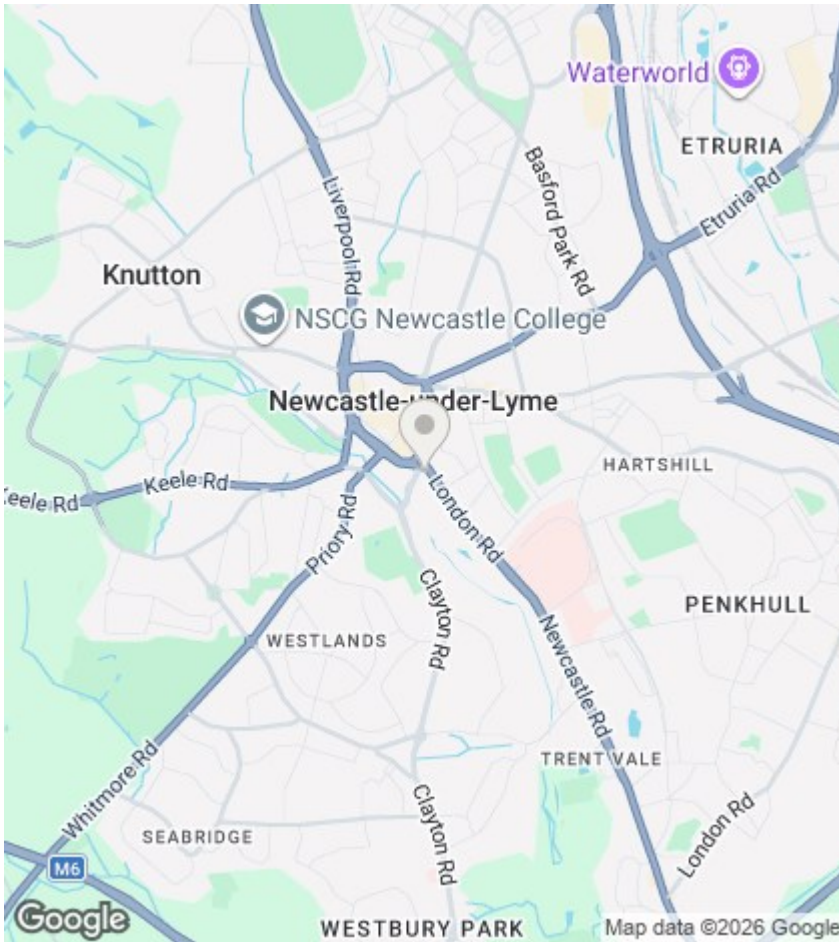 Waterworld
ETRURIA
Basford Park Rd
Etruria Rd
Liverpool Rd
Knutton
NSCG Newcastle College
Newcastle-under-Lyme
HARTSHILL
Keele Rd
Keele Rd
London Rd
Priory Rd
Clayton Rd
PENKHULL
WESTLANDS
Newcastle Rd
TRENT VALE
Whitmore Rd
Clayton Rd
London Rd
SEABRIDGE
M6
Google
WESTBURY PARK
Map data ©2026 Google